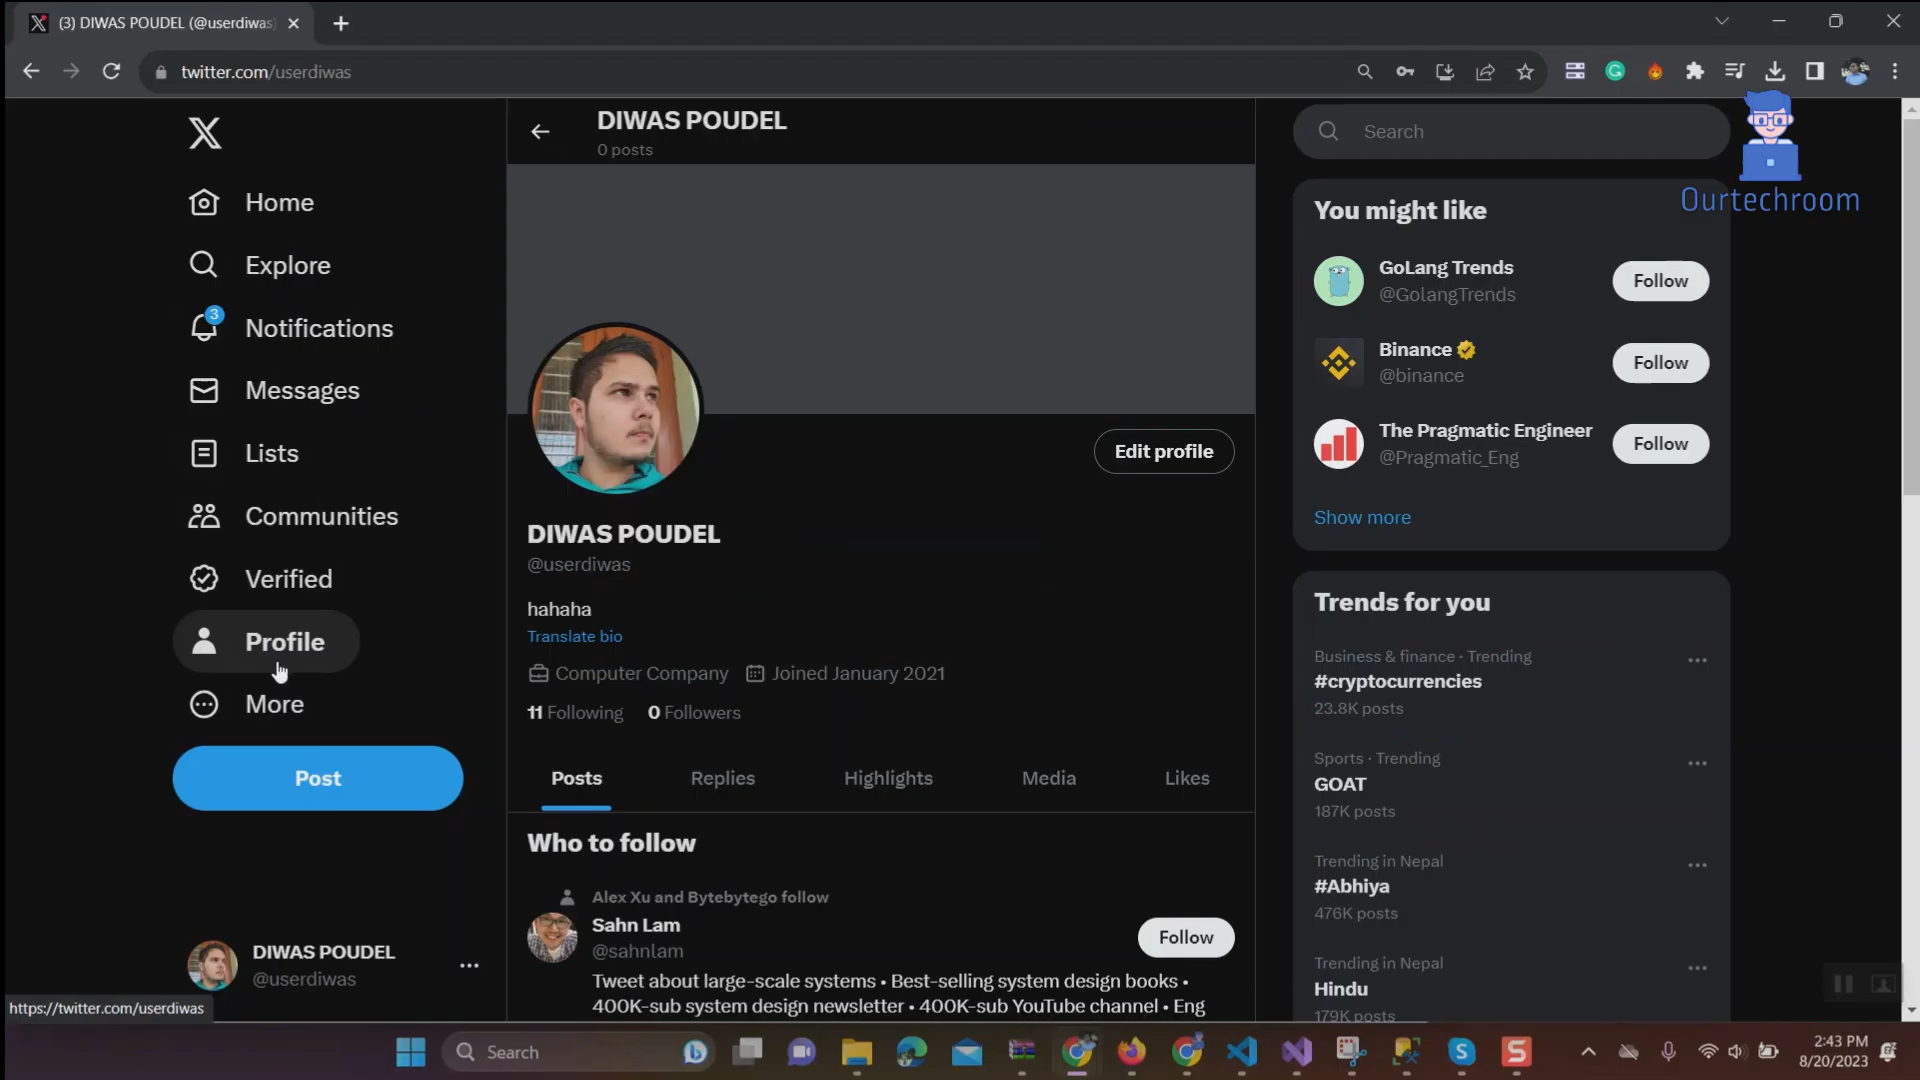 (3) DIWAS POUDEL (@userdiwas)
twitter.com/userdiwas
X
Home
Explore
3
Notifications
Messages
Lists
Communities
Verified
Profile
More
Post
DIWAS POUDEL
@userdiwas
https://twitter.com/userdiwas
DIWAS POUDEL
0 posts
Edit profile
DIWAS POUDEL
@userdiwas
hahaha
Translate bio
Computer Company Joined January 2021
11 Following 0 Followers
Posts Replies Highlights Media Likes
Who to follow
Alex Xu and Bytebytego follow
Sahn Lam
@sahnlam
Follow
Tweet about large-scale systems • Best-selling system design books •
400K-sub system design newsletter • 400K-sub YouTube channel • Eng
Search
Ourtechroom
You might like
GoLang Trends
@GolangTrends
Follow
Binance
@binance
Follow
The Pragmatic Engineer
@Pragmatic_Eng
Follow
Show more
Trends for you
Business & finance · Trending
#cryptocurrencies
23.8K posts
Sports · Trending
GOAT
187K posts
Trending in Nepal
#Abhiya
476K posts
Trending in Nepal
Hindu
179K posts
Search
2:43 PM
8/20/2023